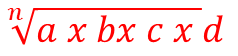 ⁿ√a x bx c x d